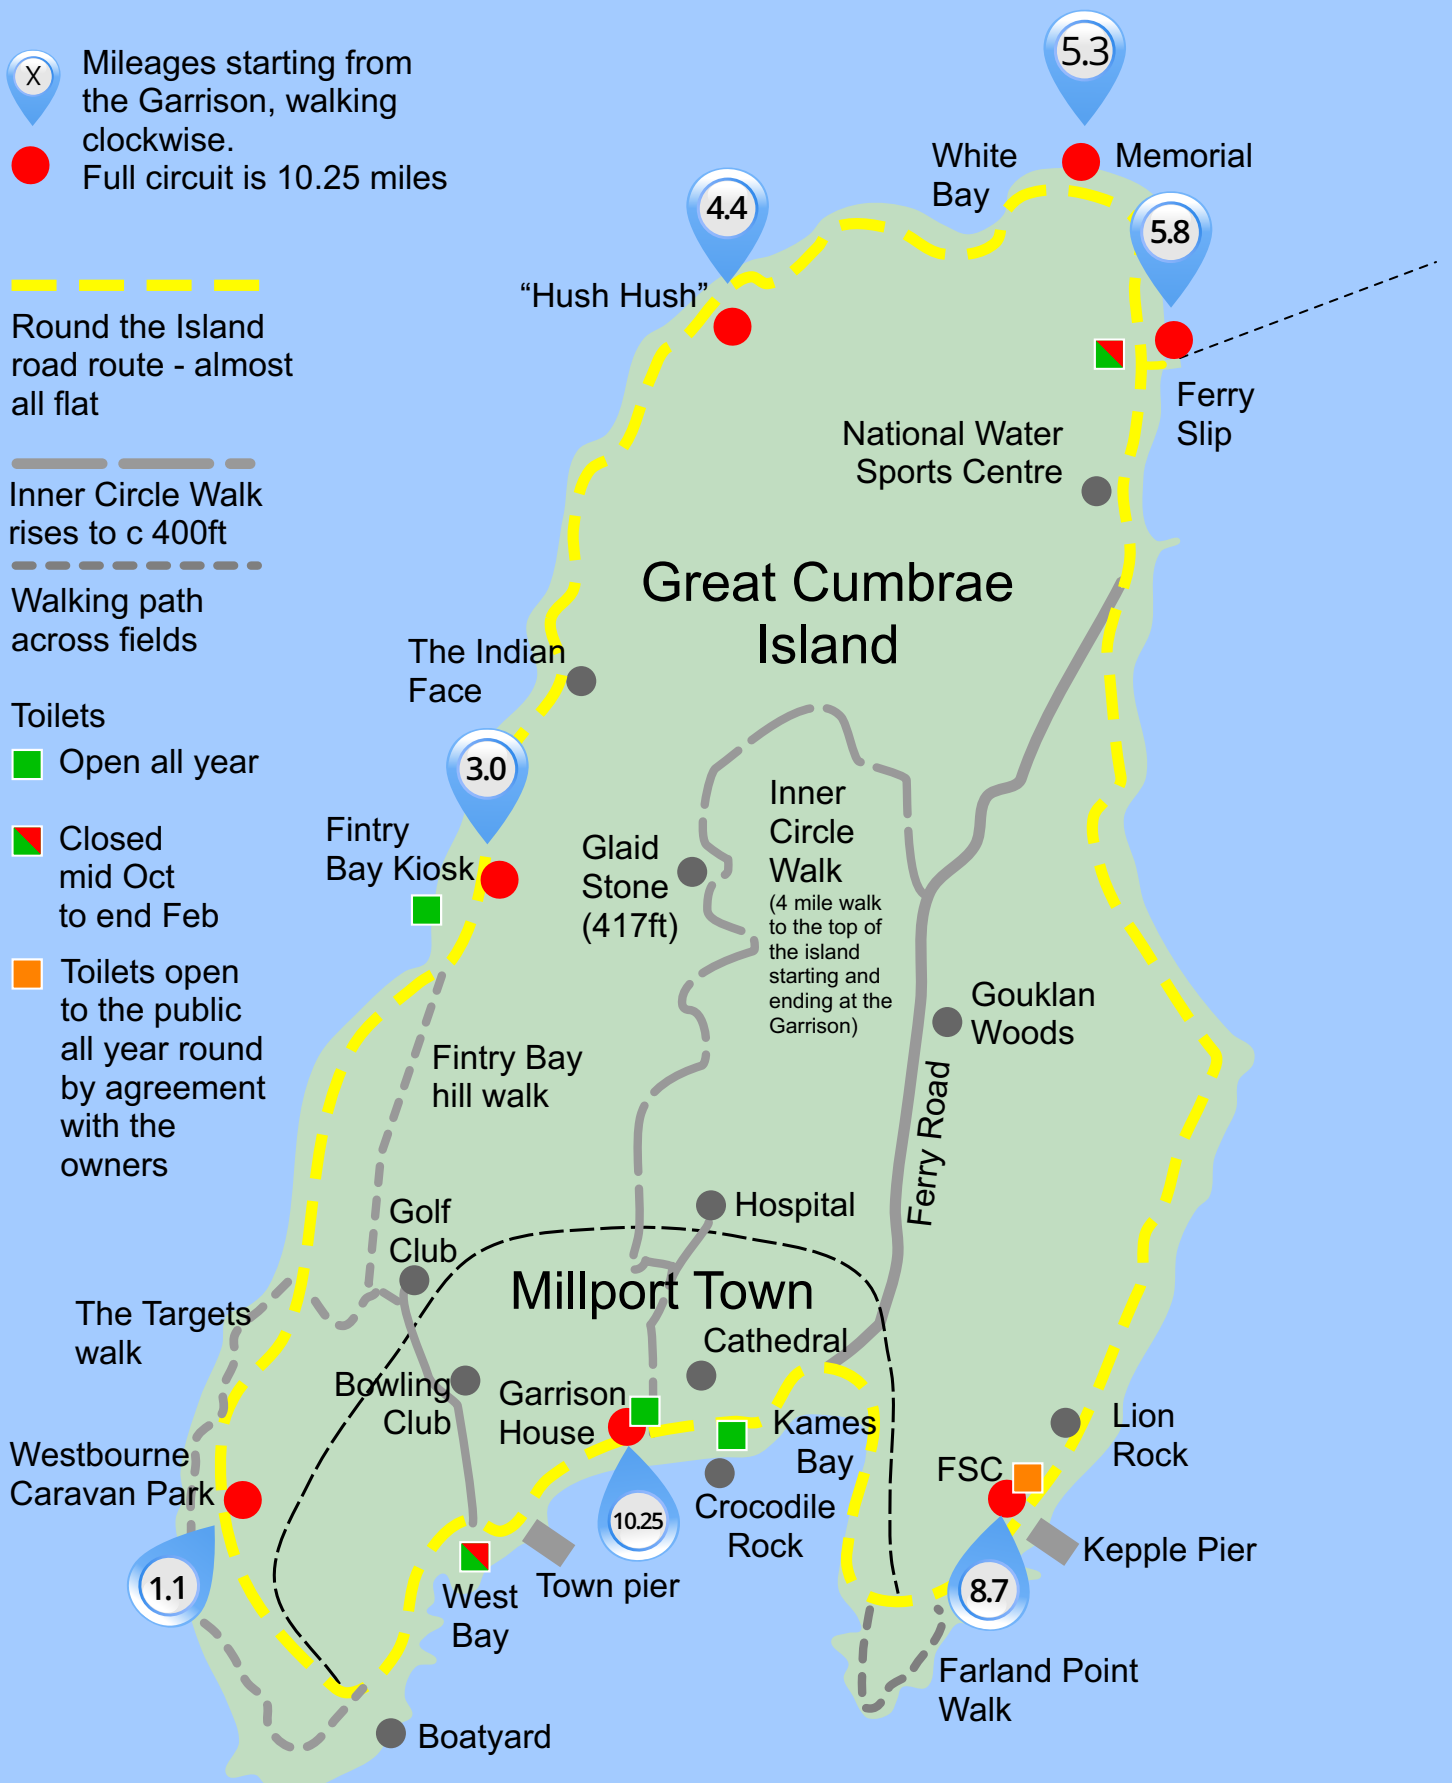 X
Mileages starting from
the Garrison, walking
clockwise.
Full circuit is 10.25 miles
Round the Island
road route - almost
all flat
Inner Circle Walk
rises to c 400ft
Walking path
across fields
Toilets
Open all year
Closed
mid Oct
to end Feb
Toilets open
to the public
all year round
by agreement
with the
owners
5.3
White
Bay
Memorial
4.4
“Hush Hush”
5.8
Ferry
Slip
National Water
Sports Centre
Great Cumbrae
Island
The Indian
Face
3.0
Fintry
Bay Kiosk
Glaid
Stone
(417ft)
Inner
Circle
Walk
(4 mile walk
to the top of
the island
starting and
ending at the
Garrison)
Gouklan
Woods
Fintry Bay
hill walk
Ferry Road
Golf
Club
Hospital
Millport Town
The Targets
walk
Cathedral
Bowling
Club
Garrison
House
Kames
Bay
Lion
Rock
Westbourne
Caravan Park
FSC
10.25
Crocodile
Rock
Kepple Pier
1.1
West
Bay
Town pier
8.7
Farland Point
Walk
Boatyard